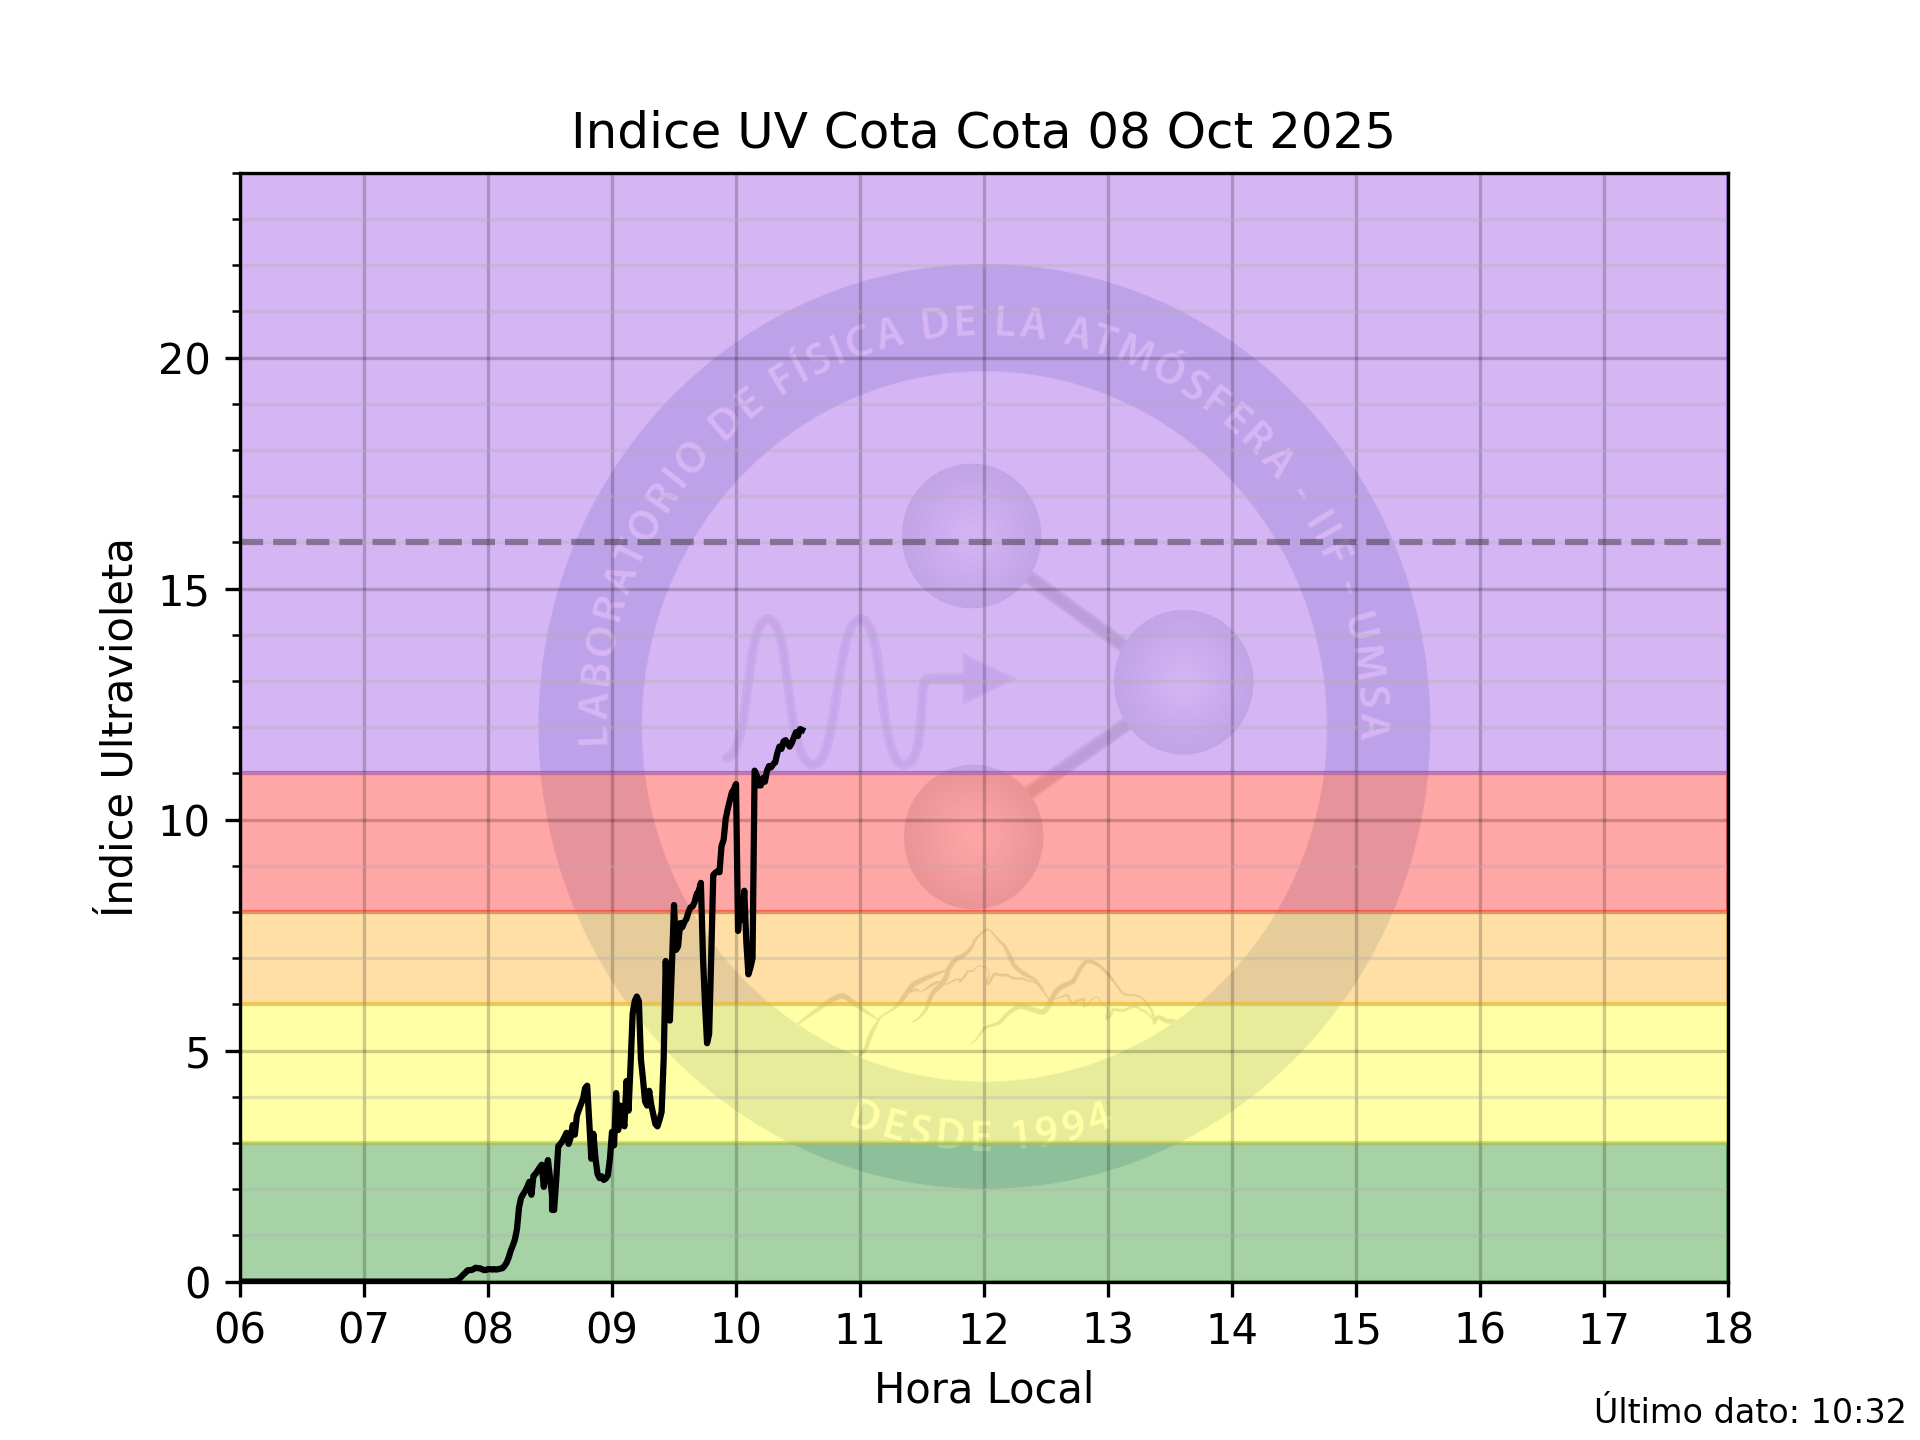 Indice UV Cota Cota 08 Oct 2025
LABORATORIO DE FÍSICA DE LA ATMÓSFERA - IIF - UMSA
DESDE 1994
Índice Ultravioleta
20
15
10
5
0
06 07 08 09 10 11 12 13 14 15 16 17 18
Hora Local
Último dato: 10:32